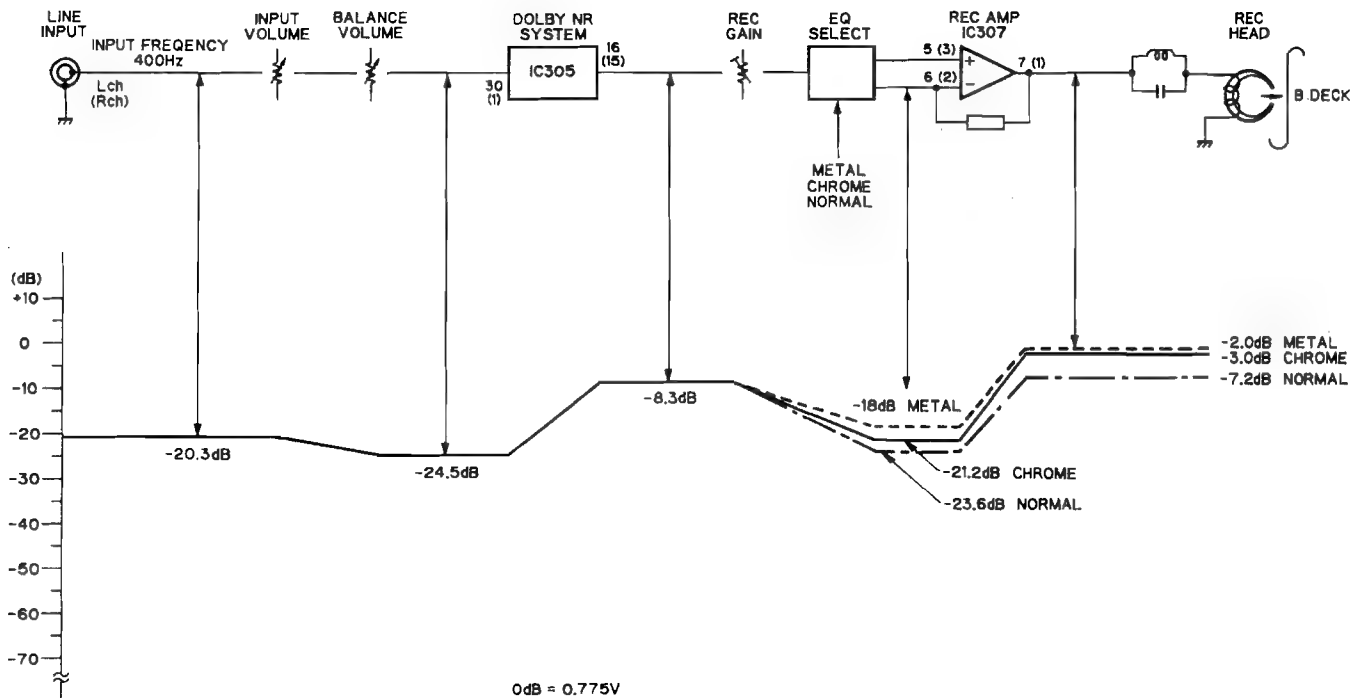 LINE
INPUT
INPUT FREQENCY
400Hz
Lch
(Rch)
INPUT
VOLUME
BALANCE
VOLUME
DOLBY NR
SYSTEM
IC305
30
(1)
16
(15)
REC
GAIN
EQ
SELECT
METAL
CHROME
NORMAL
REC AMP
IC307
5 (3)
6 (2)
+
−
7 (1)
REC
HEAD
B.DECK
(dB)
+10
0
-10
-20
-30
-40
-50
-60
-70
-20.3dB
-24.5dB
-8.3dB
-18dB METAL
-21.2dB CHROME
-23.6dB NORMAL
-2.0dB METAL
-3.0dB CHROME
-7.2dB NORMAL
0dB = 0.775V